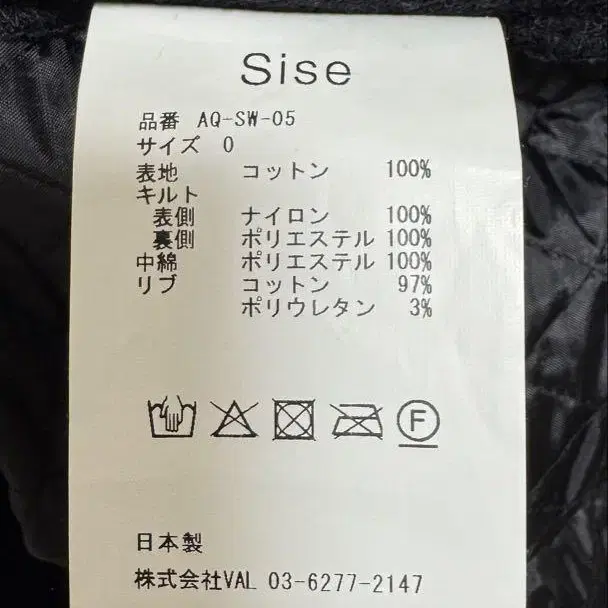 Sise
品番 AQ-SW-05
サイズ 0
表地 コットン 100%
キルト
表側 ナイロン 100%
裏側 ポリエステル 100%
中綿 ポリエステル 100%
リブ コットン 97%
ポリウレタン 3%
F
日本製
株式会社VAL 03-6277-2147